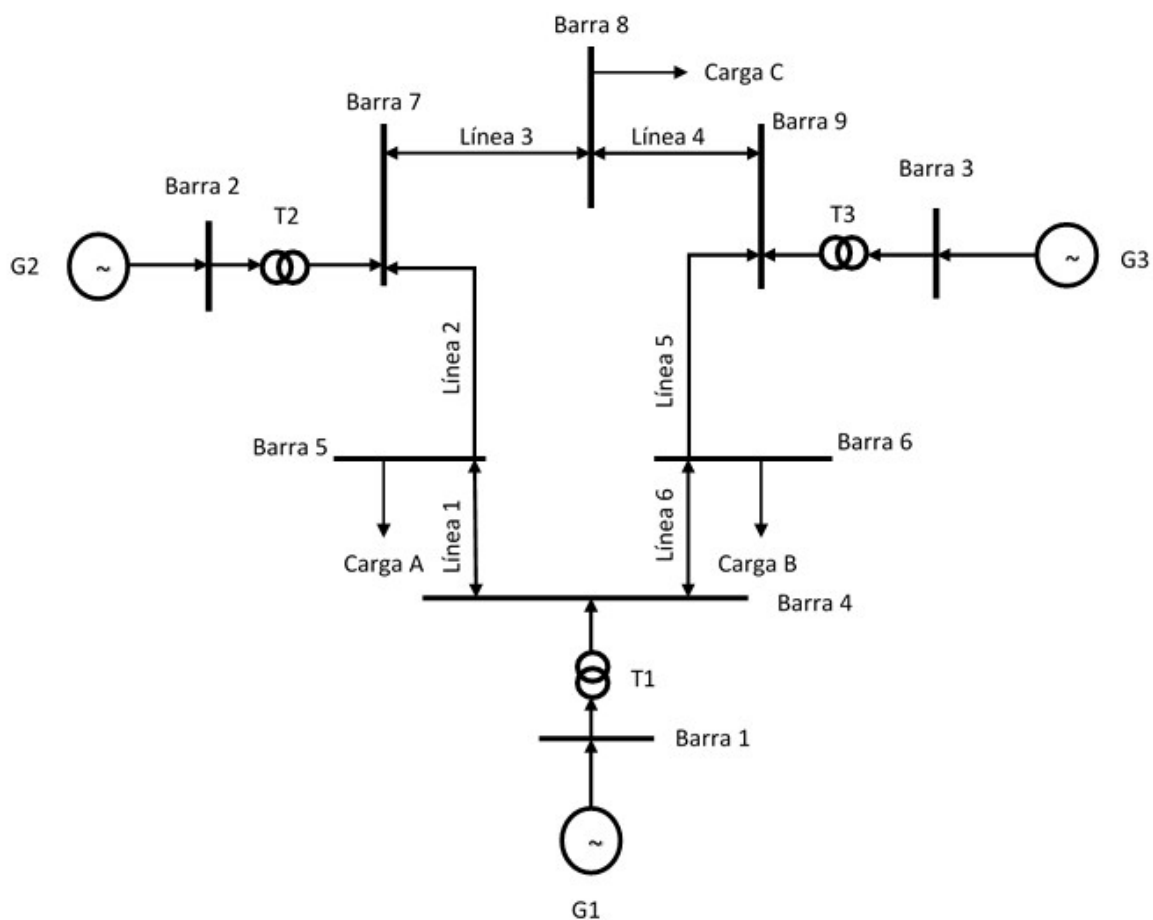 Barra 8
Carga C
Barra 7
Barra 9
Línea 3
Línea 4
Barra 2
Barra 3
T2
T3
G2
~
~
G3
Línea 2
Línea 5
Barra 5
Barra 6
Línea 1
Línea 6
Carga A
Carga B
Barra 4
T1
Barra 1
~
G1